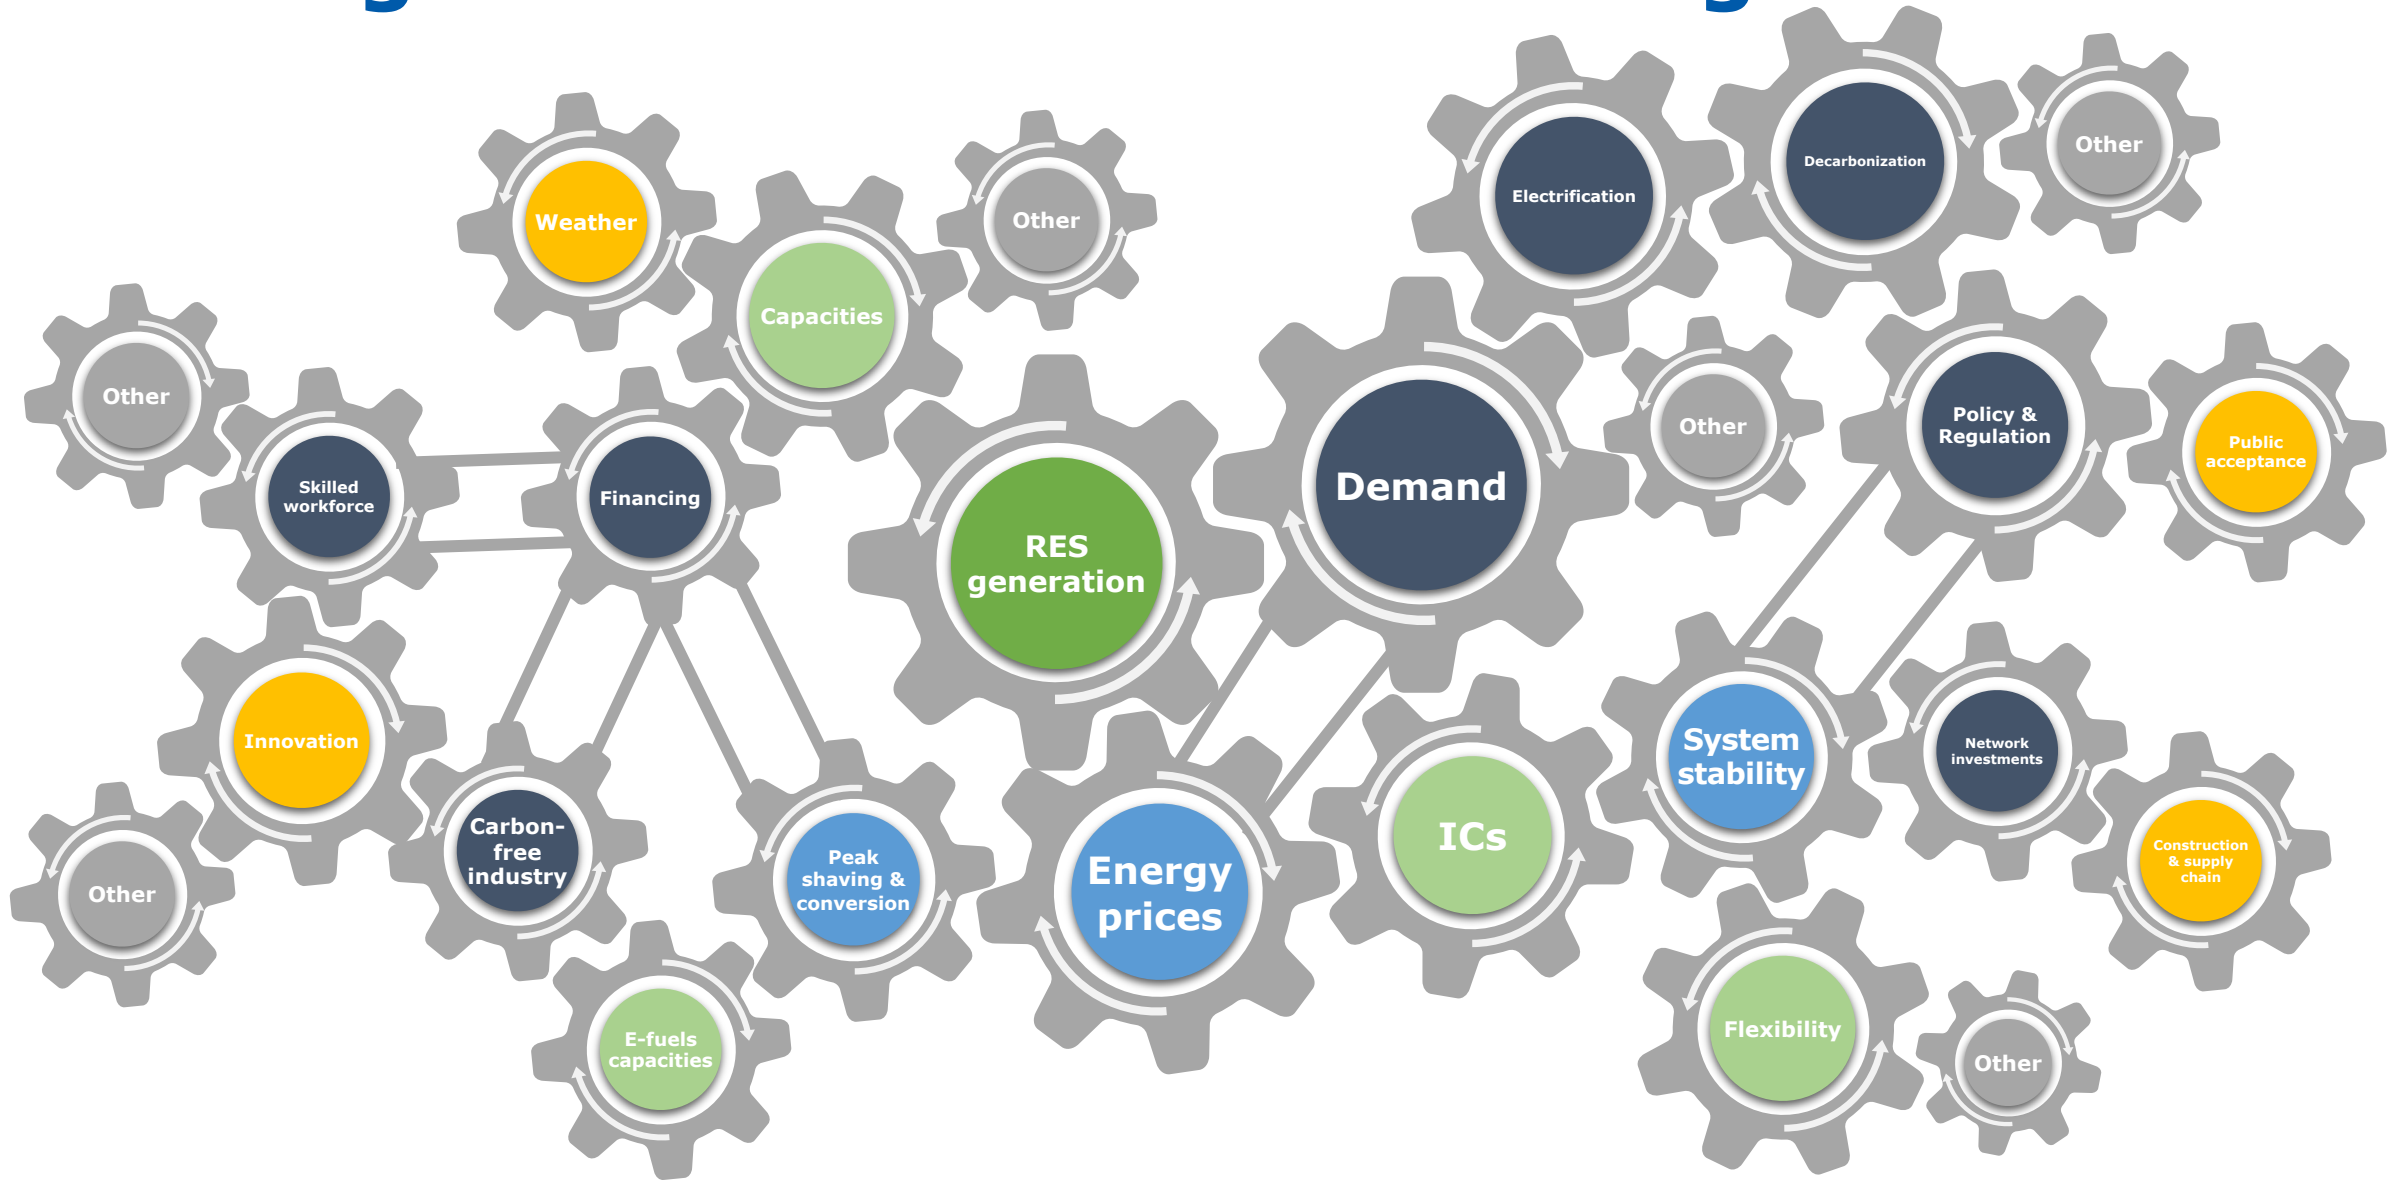 Decarbonization
Other
Electrification
Weather
Other
Capacities
Other
Skilled
workforce
Financing
RES
generation
Demand
Other
Policy &
Regulation
Public
acceptance
Innovation
Carbon-
free
industry
Other
Peak
shaving &
conversion
Energy
prices
ICs
System
stability
Network
investments
Construction
& supply
chain
E-fuels
capacities
Flexibility
Other